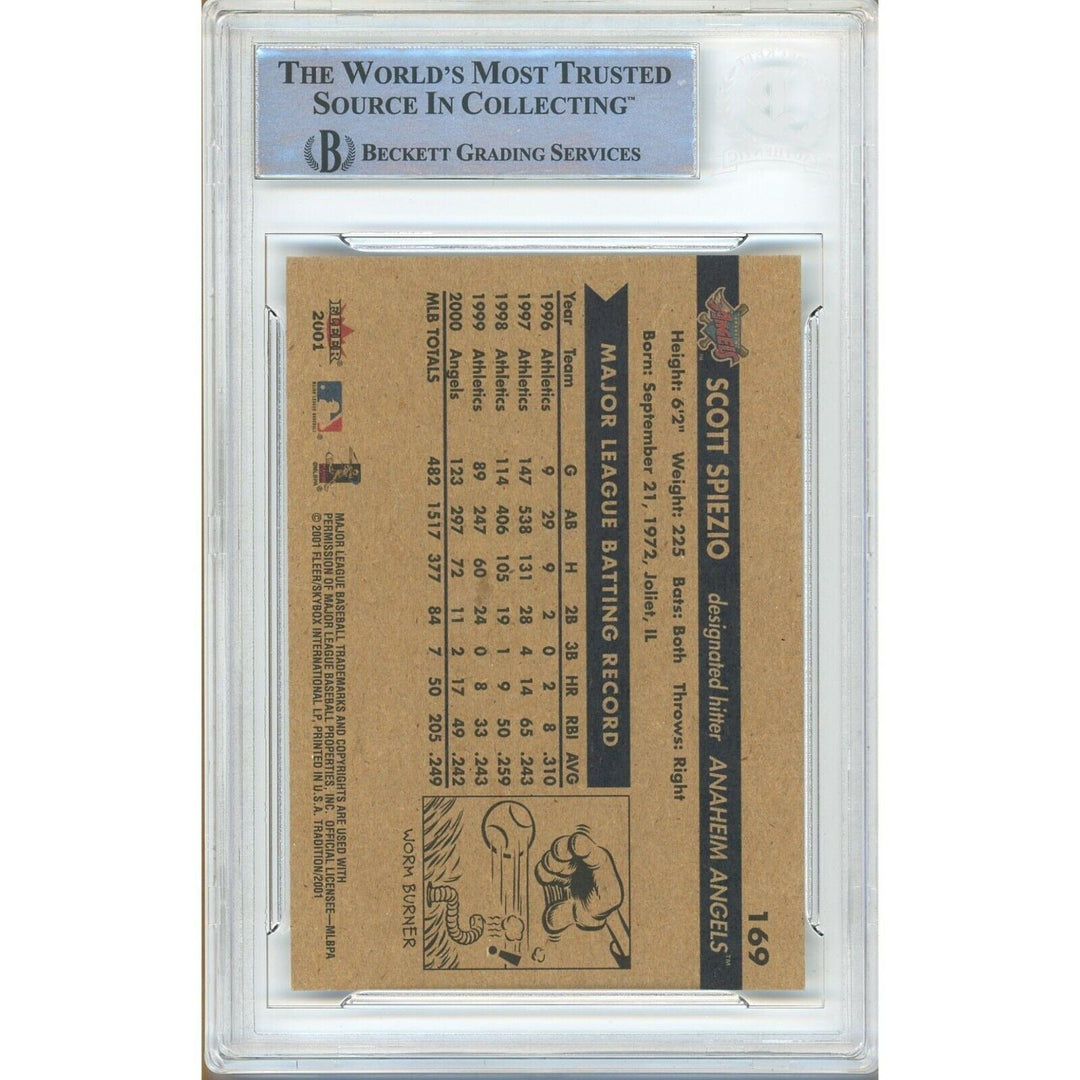 THE WORLD'S MOST TRUSTED
SOURCE IN COLLECTING™
B BECKETT GRADING SERVICES
169
ANGELS
SCOTT SPIEZIO designated hitter ANAHEIM ANGELS™
Height: 6'2" Weight: 225 Bats: Both Throws: Right
Born: September 21, 1972, Joliet, IL
MAJOR LEAGUE BATTING RECORD
Year Team G AB H 2B 3B HR RBI AVG
1996 Athletics 9 29 9 2 0 2 8 .310
1997 Athletics 147 538 131 28 4 14 65 .243
1998 Athletics 114 406 105 19 1 9 50 .259
1999 Athletics 89 247 60 24 0 8 33 .243
2000 Angels 123 297 72 11 2 17 49 .242
MLB TOTALS 482 1517 377 84 7 50 205 .249
WORM BURNER
FLEER®
2001
MAJOR LEAGUE BASEBALL TRADEMARKS AND COPYRIGHTS ARE USED WITH
PERMISSION OF MAJOR LEAGUE BASEBALL PROPERTIES, INC. OFFICIAL LICENSEE—MLBPA
© 2001 FLEER/SKYBOX INTERNATIONAL LP, PRINTED IN U.S.A. TRADITION/2001